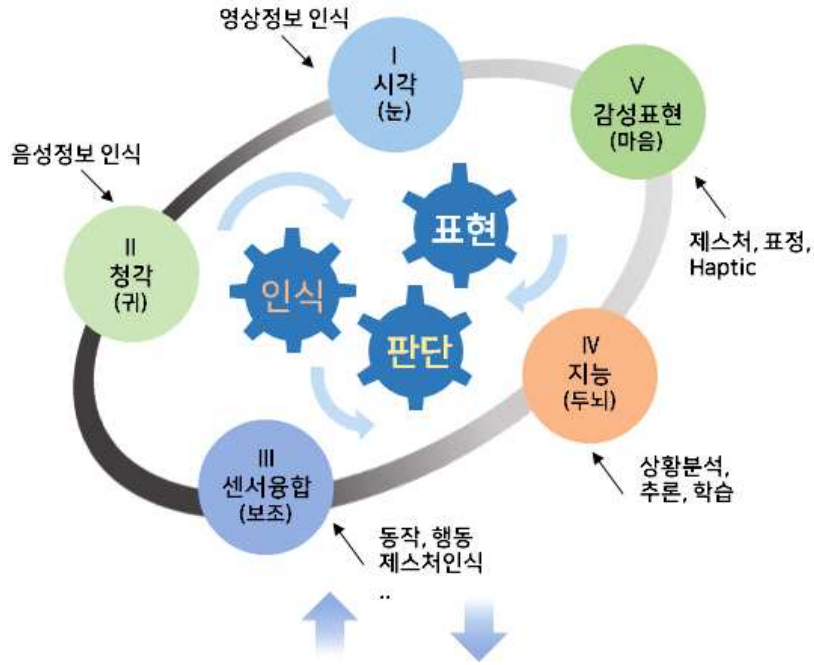 영상정보 인식
Ⅰ
시각
(눈)
Ⅴ
감성표현
(마음)
음성정보 인식
제스처, 표정,
Haptic
Ⅱ
청각
(귀)
표현
인식
판단
Ⅳ
지능
(두뇌)
상황분석,
추론, 학습
Ⅲ
센서융합
(보조)
동작, 행동
제스처인식
..